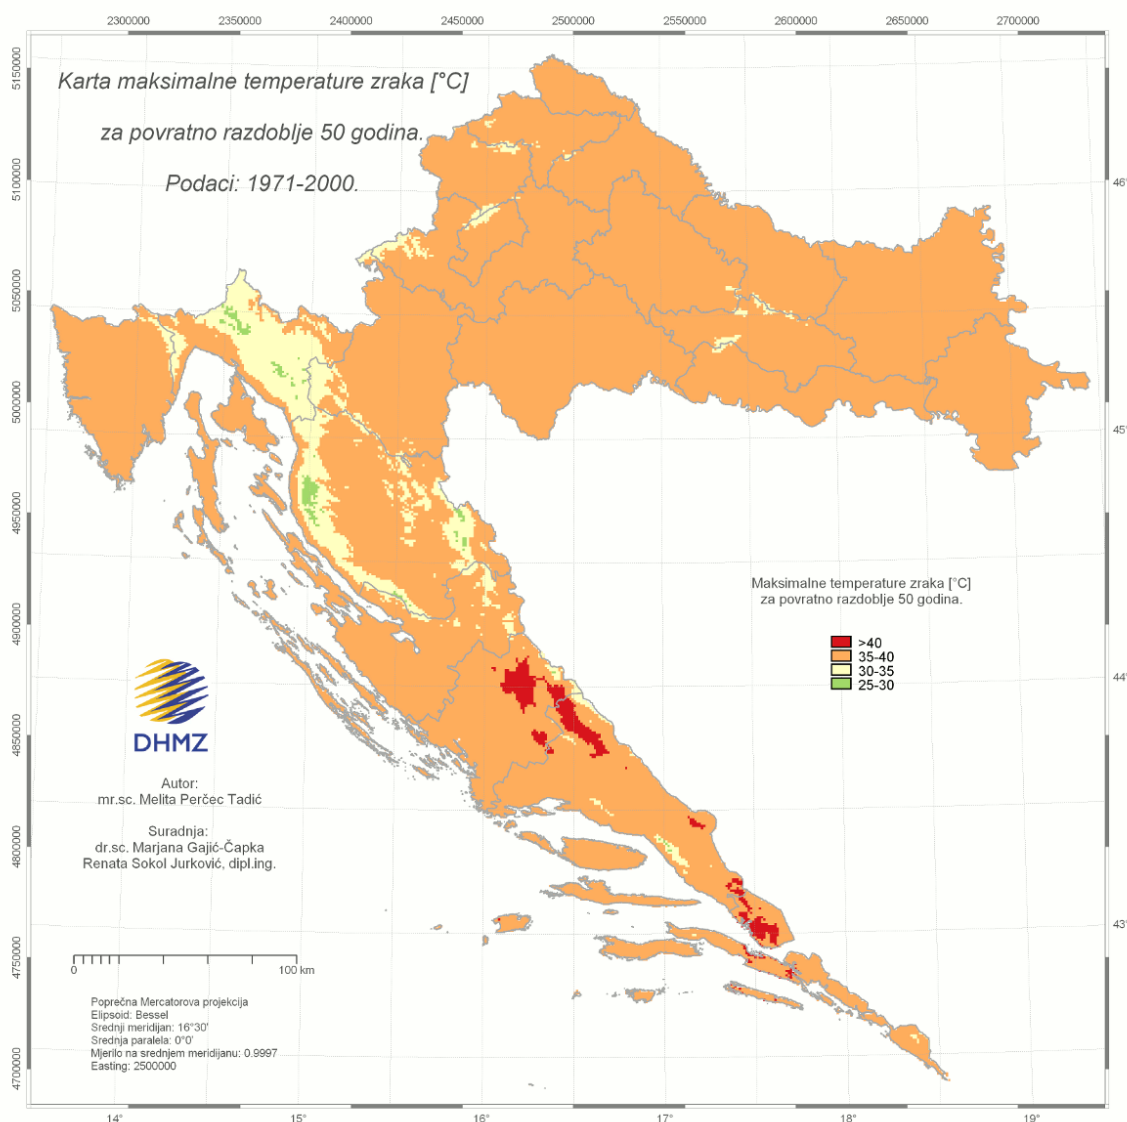 2300000 2350000 2400000 2450000 2500000 2550000 2600000 2650000 2700000
Karta maksimalne temperature zraka [°C]
za povratno razdoblje 50 godina.
Podaci: 1971-2000.
5150000
5100000
5050000
5000000
4950000
4900000
4850000
4800000
4750000
4700000
46°
45°
44°
43°
Maksimalne temperature zraka [°C]
za povratno razdoblje 50 godina.
>40
35-40
30-35
25-30
DHMZ
Autor:
mr.sc. Melita Perčec Tadić
Suradnja:
dr.sc. Marjana Gajić-Čapka
Renata Sokol Jurković, dipl.ing.
0 100 km
Poprečna Mercatorova projekcija
Elipsoid: Bessel
Srednji meridijan: 16°30'
Srednja paralela: 0°0'
Mjerilo na srednjem meridijanu: 0.9997
Easting: 2500000
14° 15° 16° 17° 18° 19°